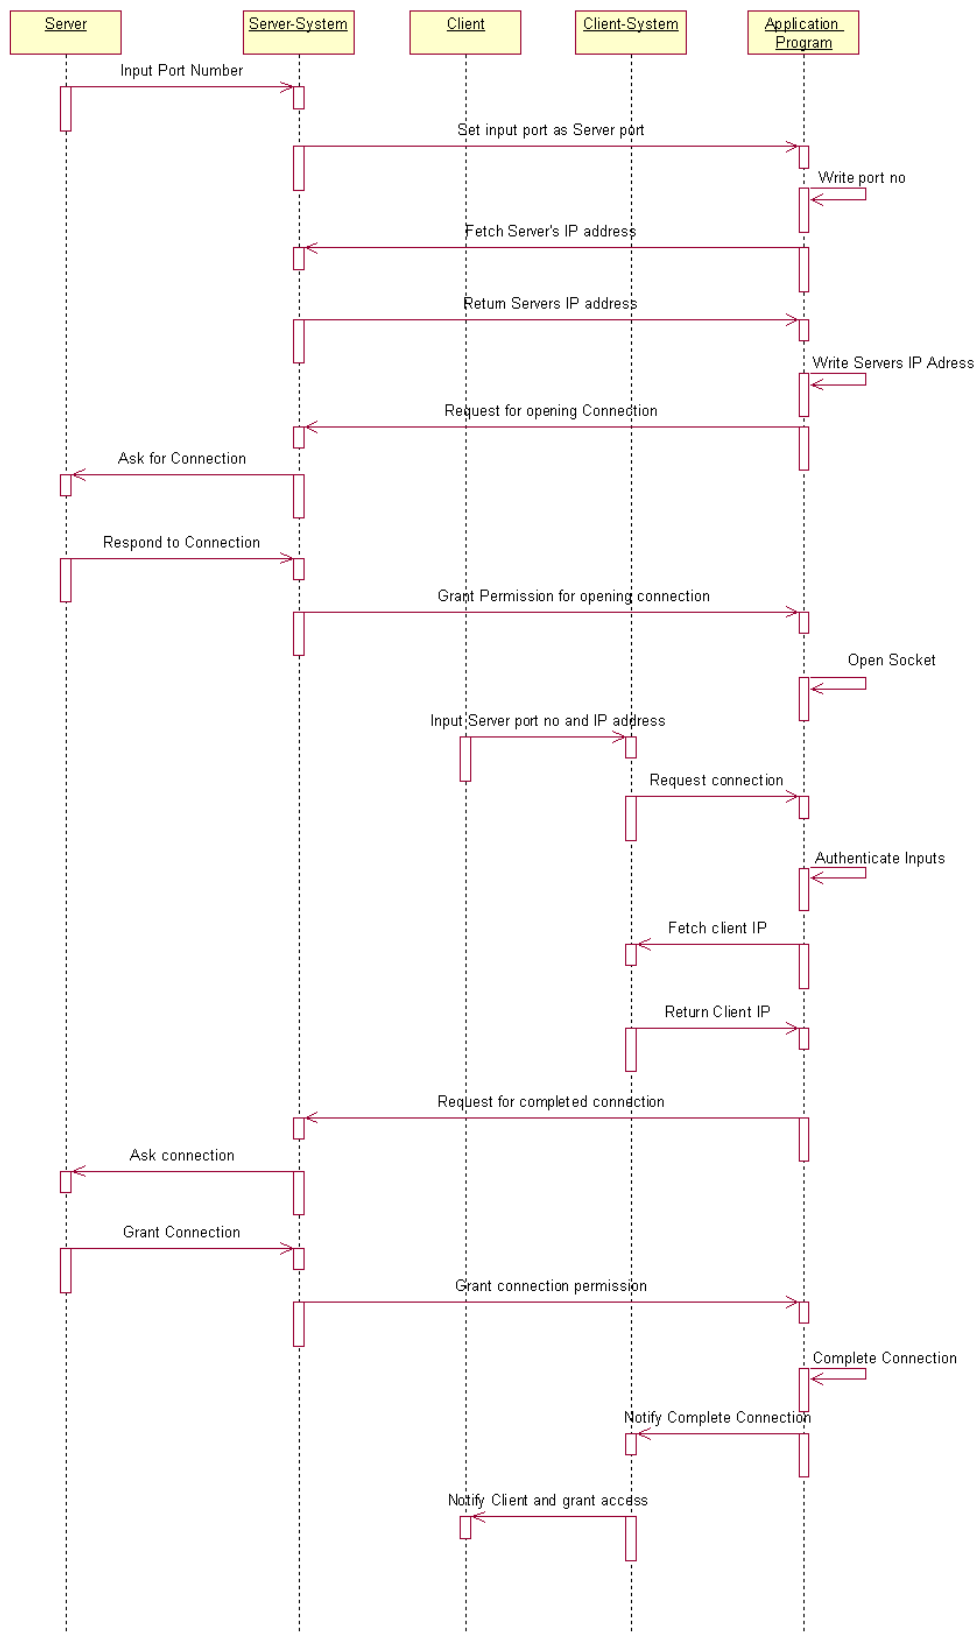 Server
Server-System
Client
Client-System
Application
Program
Input Port Number
Set input port as Server port
Write port no
Fetch Server's IP address
Return Servers IP address
Write Servers IP Adress
Request for opening Connection
Ask for Connection
Respond to Connection
Grant Permission for opening connection
Open Socket
Input Server port no and IP address
Request connection
Authenticate Inputs
Fetch client IP
Return Client IP
Request for completed connection
Ask connection
Grant Connection
Grant connection permission
Complete Connection
Notify Complete Connection
Notify Client and grant access